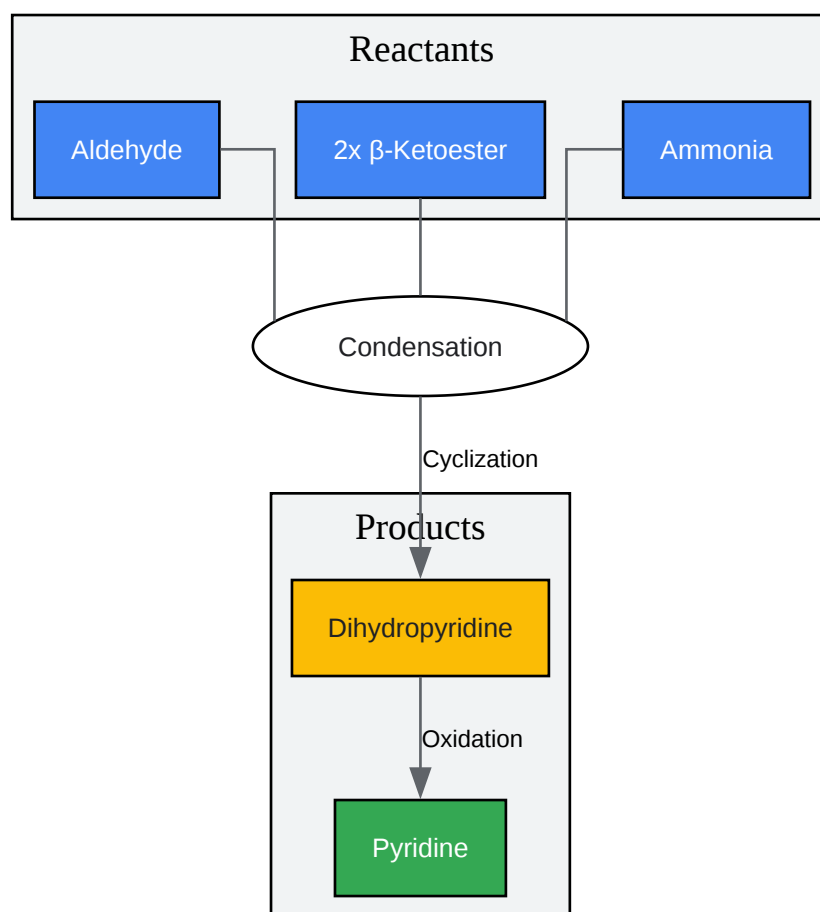 Reactants
Aldehyde
2x β-Ketoester
Ammonia
Condensation
Cyclization
Products
Dihydropyridine
Oxidation
Pyridine